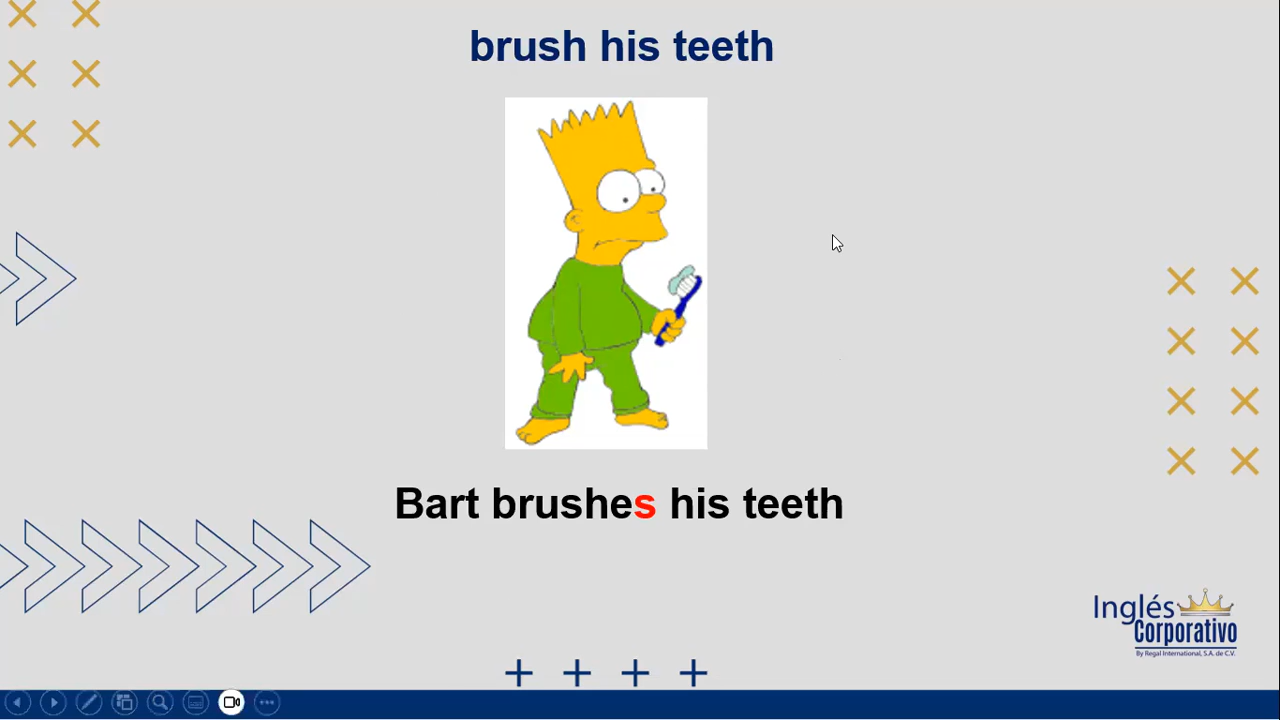 brush his teeth
Bart brushes his teeth
Inglés
Corporativo
By Regal International, S.A. de C.V.